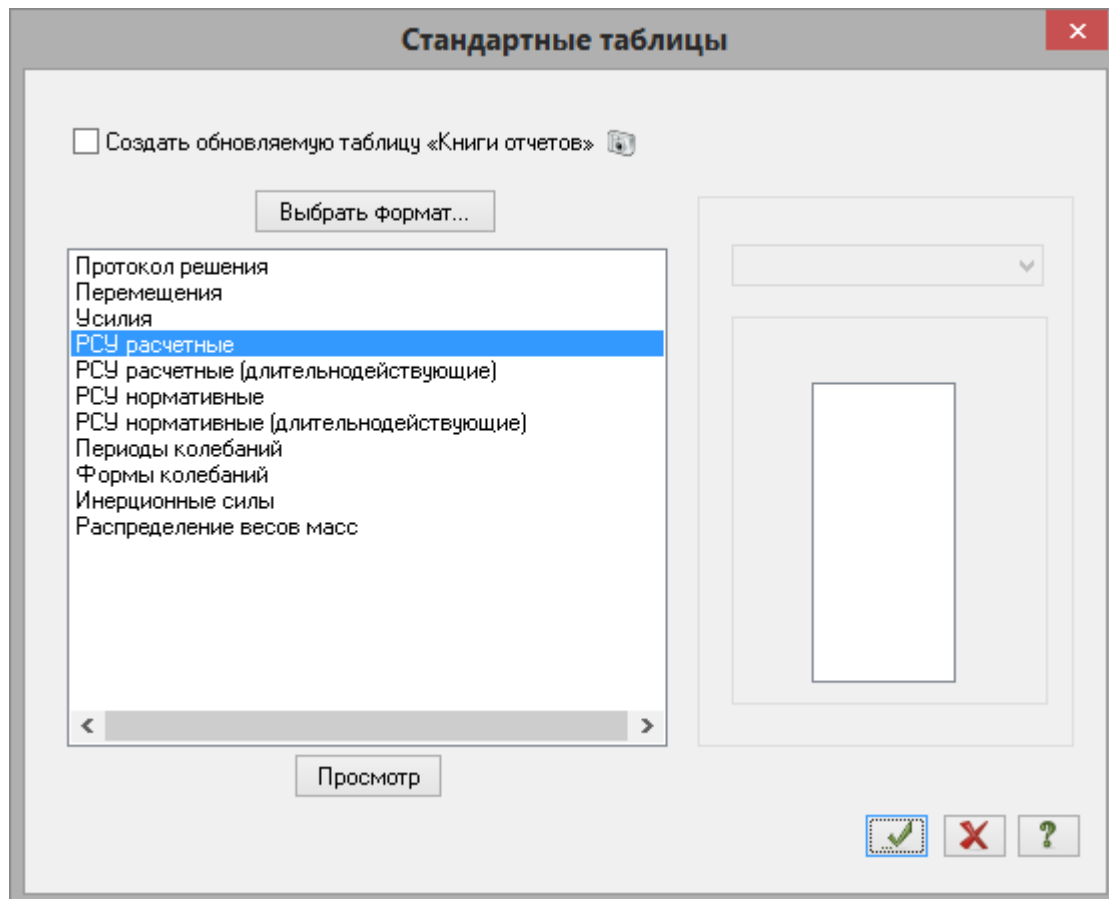 Стандартные таблицы
Создать обновляемую таблицу «Книги отчетов»
Выбрать формат...
Протокол решения
Перемещения
Усилия
РСУ расчетные
РСУ расчетные (длительнодействующие)
РСУ нормативные
РСУ нормативные (длительнодействующие)
Периоды колебаний
Формы колебаний
Инерционные силы
Распределение весов масс
Просмотр